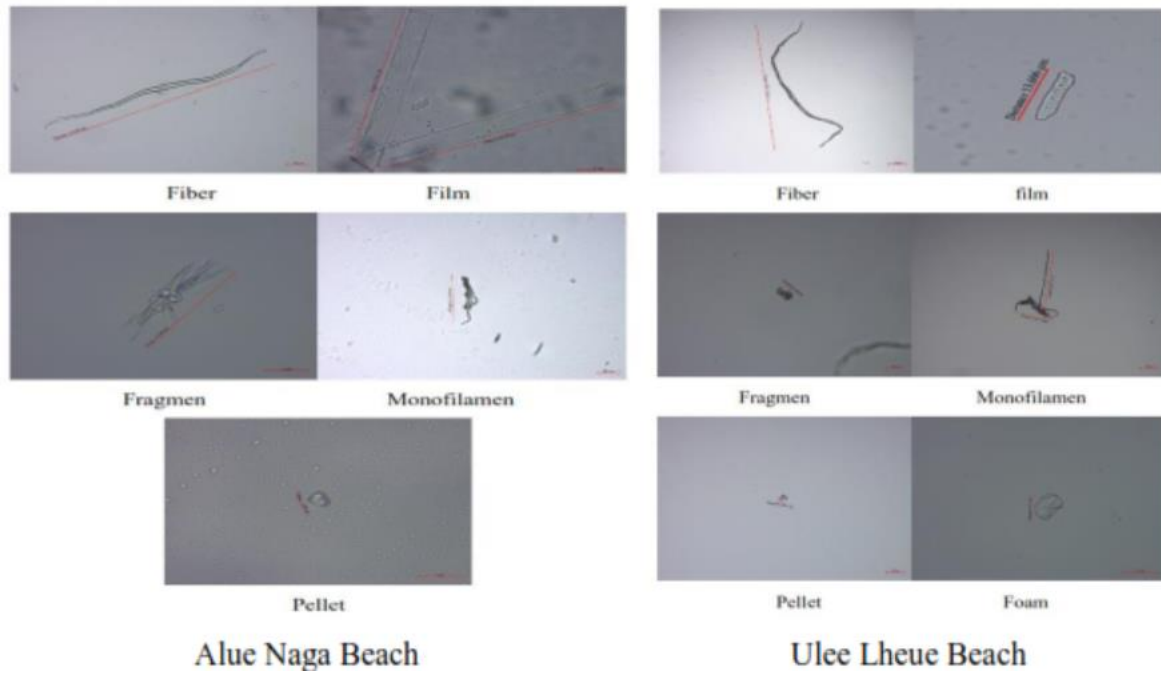 Fiber
Film
Fragmen
Monofilamen
Pellet
Alue Naga Beach
Fiber
film
Fragmen
Monofilamen
Pellet
Foam
Ulee Lheue Beach